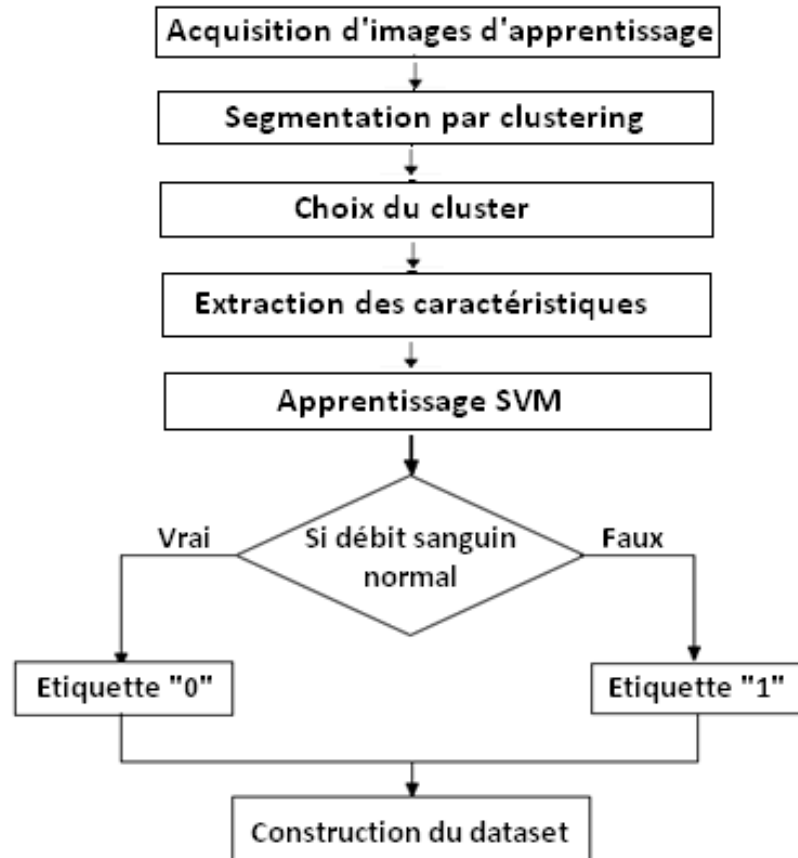 Acquisition d'images d'apprentissage
Segmentation par clustering
Choix du cluster
Extraction des caractéristiques
Apprentissage SVM
Vrai
Si débit sanguin
normal
Faux
Etiquette "0"
Etiquette "1"
Construction du dataset